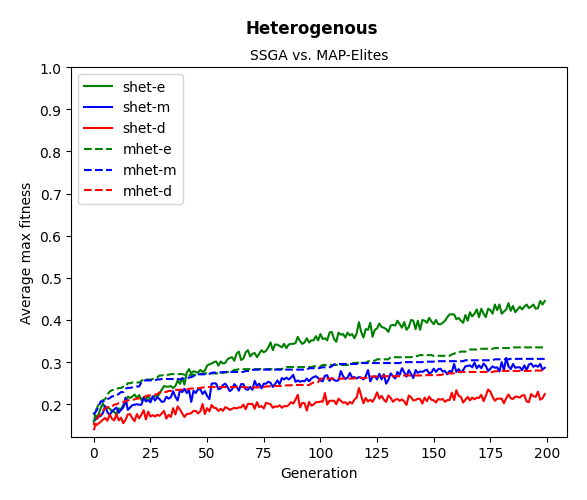 Heterogenous
SSGA vs. MAP-Elites
1.0
0.9
0.8
0.7
0.6
0.5
0.4
0.3
0.2
Average max fitness
shet-e
shet-m
shet-d
mhet-e
mhet-m
mhet-d
0 25 50 75 100 125 150 175 200
Generation